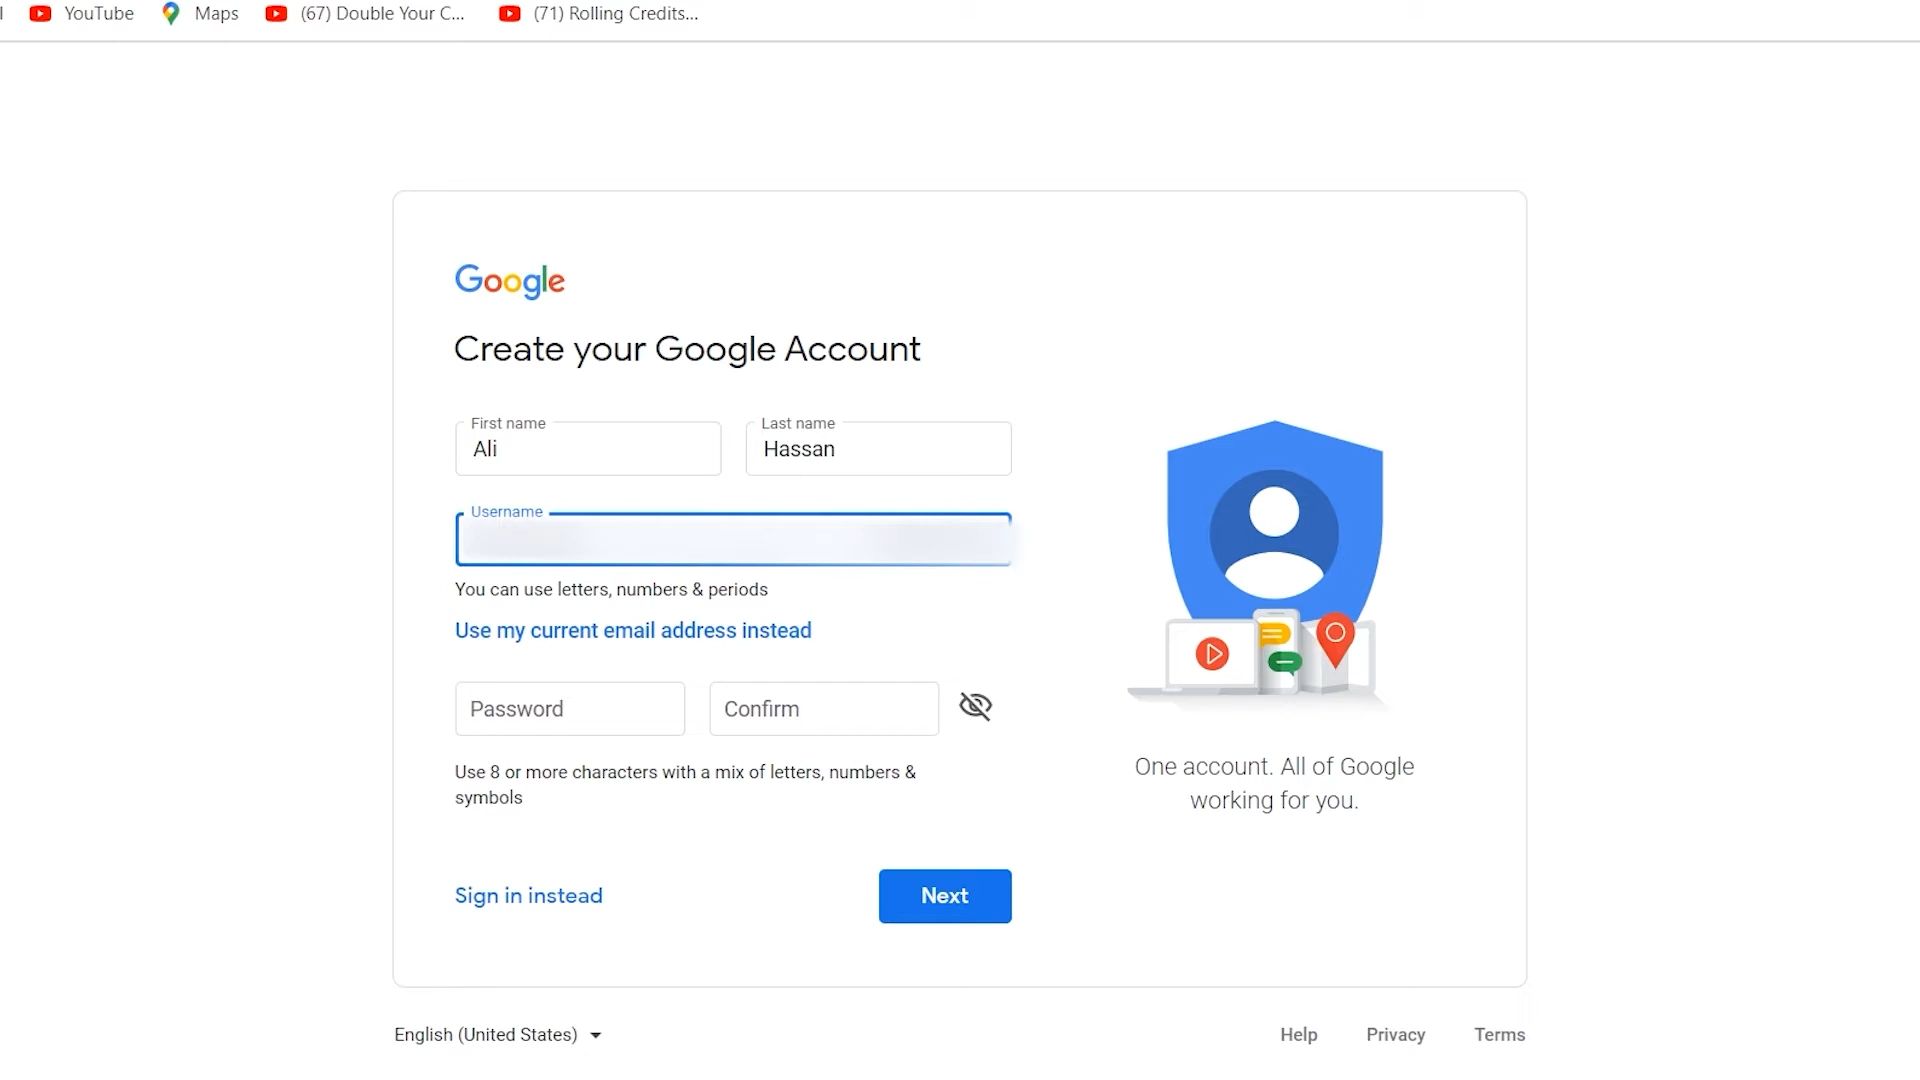 YouTube
Maps
(67) Double Your C...
(71) Rolling Credits...
Google
Create your Google Account
First name
Last name
Ali
Hassan
Username
You can use letters, numbers & periods
Use my current email address instead
Password
Confirm
Use 8 or more characters with a mix of letters, numbers &
symbols
One account. All of Google
working for you.
Sign in instead
Next
English (United States)
Help
Privacy
Terms